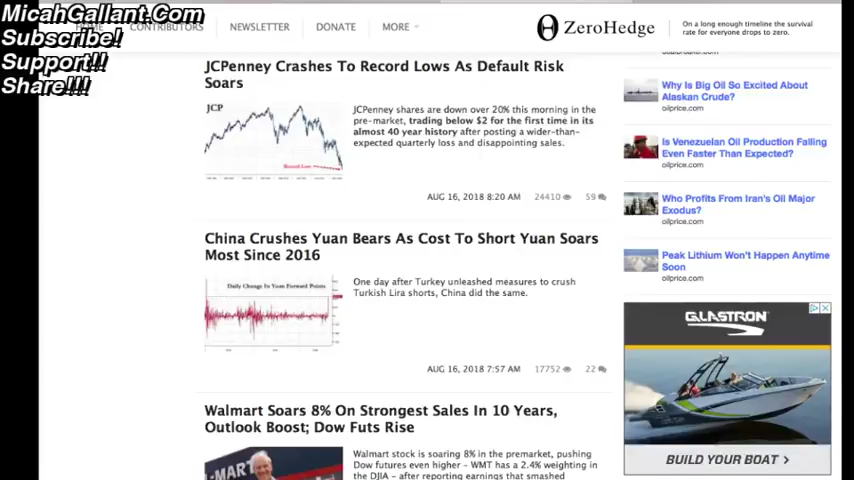 MicahGallant.Com
Subscribe!
Support!!
Share!!!
HOME CONTRIBUTORS NEWSLETTER DONATE MORE
ZeroHedge
On a long enough timeline the survival
rate for everyone drops to zero.
JCPenney Crashes To Record Lows As Default Risk
Soars
JCP
Record Low
JCPenney shares are down over 20% this morning in the
pre-market, trading below $2 for the first time in its
almost 40 year history after posting a wider-than-
expected quarterly loss and disappointing sales.
AUG 16, 2018 8:20 AM 24410 59
China Crushes Yuan Bears As Cost To Short Yuan Soars
Most Since 2016
Daily Change In Yuan Forward Points
One day after Turkey unleashed measures to crush
Turkish Lira shorts, China did the same.
AUG 16, 2018 7:57 AM 17752 22
Walmart Soars 8% On Strongest Sales In 10 Years,
Outlook Boost; Dow Futs Rise
L-MART
Walmart stock is soaring 8% in the premarket, pushing
Dow futures even higher - WMT has a 2.4% weighting in
the DJIA - after reporting earnings that smashed
Why Is Big Oil So Excited About
Alaskan Crude?
oilprice.com
Is Venezuelan Oil Production Falling
Even Faster Than Expected?
oilprice.com
Who Profits From Iran's Oil Major
Exodus?
oilprice.com
Peak Lithium Won't Happen Anytime
Soon
oilprice.com
GLASTRON
BUILD YOUR BOAT >